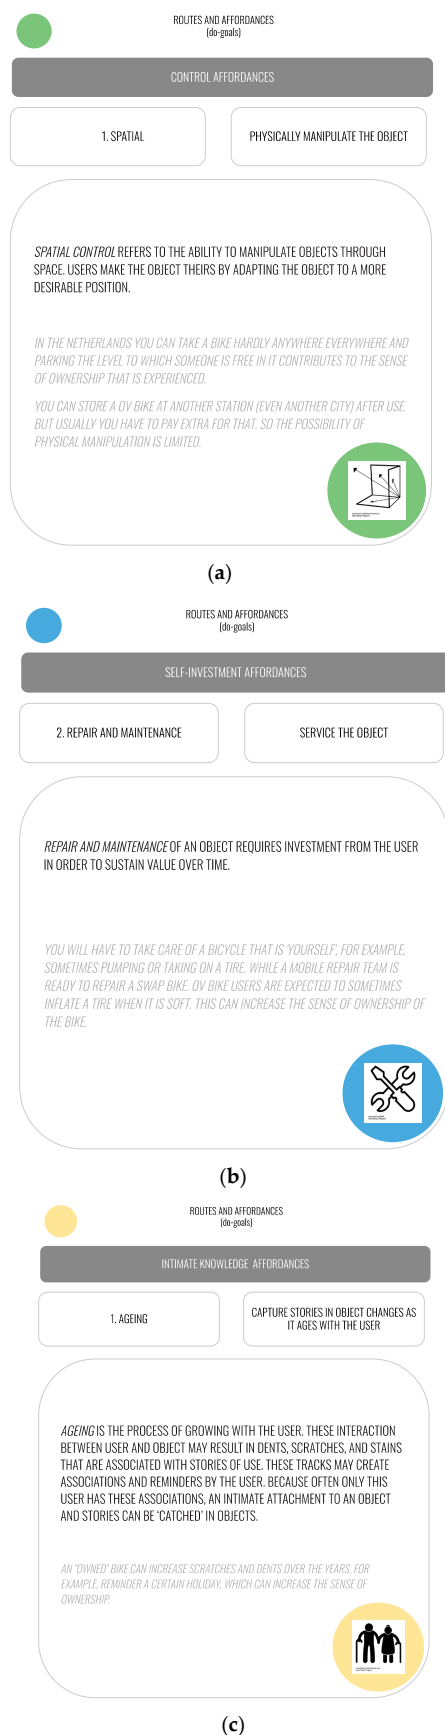 ROUTES AND AFFORDANCES
(do-goals)
CONTROL AFFORDANCES
1. SPATIAL
PHYSICALLY MANIPULATE THE OBJECT
SPATIAL CONTROL REFERS TO THE ABILITY TO MANIPULATE OBJECTS THROUGH
SPACE. USERS MAKE THE OBJECT THEIRS BY ADAPTING THE OBJECT TO A MORE
DESIRABLE POSITION.
IN THE NETHERLANDS YOU CAN TAKE A BIKE HARDLY ANYWHERE EVERYWHERE AND
PARKING THE LEVEL TO WHICH SOMEONE IS FREE IN IT CONTRIBUTES TO THE SENSE
OF OWNERSHIP THAT IS EXPERIENCED.
YOU CAN STORE A OV BIKE AT ANOTHER STATION (EVEN ANOTHER CITY) AFTER USE.
BUT USUALLY YOU HAVE TO PAY EXTRA FOR THAT. SO THE POSSIBILITY OF
PHYSICAL MANIPULATION IS LIMITED.
(a)
ROUTES AND AFFORDANCES
(do-goals)
SELF-INVESTMENT AFFORDANCES
2. REPAIR AND MAINTENANCE
SERVICE THE OBJECT
REPAIR AND MAINTENANCE OF AN OBJECT REQUIRES INVESTMENT FROM THE USER
IN ORDER TO SUSTAIN VALUE OVER TIME.
YOU WILL HAVE TO TAKE CARE OF A BICYCLE THAT IS 'YOURSELF', FOR EXAMPLE,
SOMETIMES PUMPING OR TAKING ON A TIRE. WHILE A MOBILE REPAIR TEAM IS
READY TO REPAIR A SWAP BIKE. OV BIKE USERS ARE EXPECTED TO SOMETIMES
INFLATE A TIRE WHEN IT IS SOFT. THIS CAN INCREASE THE SENSE OF OWNERSHIP OF
THE BIKE.
(b)
ROUTES AND AFFORDANCES
(do-goals)
INTIMATE KNOWLEDGE AFFORDANCES
1. AGEING
CAPTURE STORIES IN OBJECT CHANGES AS
IT AGES WITH THE USER
AGEING IS THE PROCESS OF GROWING WITH THE USER. THESE INTERACTION
BETWEEN USER AND OBJECT MAY RESULT IN DENTS, SCRATCHES, AND STAINS
THAT ARE ASSOCIATED WITH STORIES OF USE. THESE TRACKS MAY CREATE
ASSOCIATIONS AND REMINDERS BY THE USER. BECAUSE OFTEN ONLY THIS
USER HAS THESE ASSOCIATIONS, AN INTIMATE ATTACHMENT TO AN OBJECT
AND STORIES CAN BE 'CATCHED' IN OBJECTS.
AN "OWNED" BIKE CAN INCREASE SCRATCHES AND DENTS OVER THE YEARS, FOR
EXAMPLE, REMINDER A CERTAIN HOLIDAY, WHICH CAN INCREASE THE SENSE OF
OWNERSHIP.
(c)